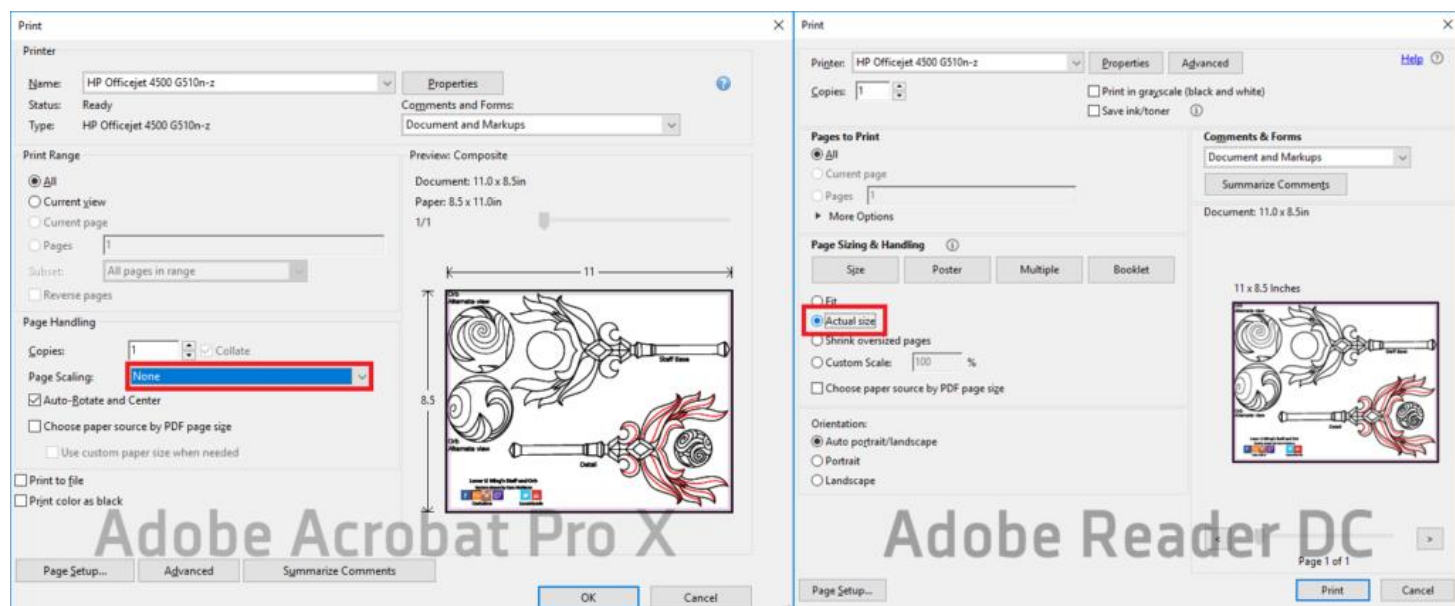 Print
Printer
Name: HP Officejet 4500 G510n-z
Properties
Status: Ready
Comments and Forms:
Type: HP Officejet 4500 G510n-z
Document and Markups
Print Range
All
Current view
Current page
Pages 1
Subset: All pages in range
Reverse pages
Page Handling
Copies: 1
Collate
Page Scaling: None
Auto-Rotate and Center
Choose paper source by PDF page size
Use custom paper size when needed
Print to file
Print color as black
Preview: Composite
Document: 11.0 x 8.5in
Paper: 8.5 x 11.0in
1/1
11
8.5
Orb
Alternate view
Staff Base
Orb
Alternate view
Detail
Adobe Acrobat Pro X
Page Setup...
Advanced
Summarize Comments
OK
Cancel
Print
Printer: HP Officejet 4500 G510n-z
Properties
Advanced
Help
Copies: 1
Print in grayscale (black and white)
Save ink/toner
Pages to Print
All
Current page
Pages 1
More Options
Page Sizing & Handling
Size
Poster
Multiple
Booklet
Fit
Actual size
Shrink oversized pages
Custom Scale: 100 %
Choose paper source by PDF page size
Orientation:
Auto portrait/landscape
Portrait
Landscape
Comments & Forms
Document and Markups
Summarize Comments
Document: 11.0 x 8.5in
11 x 8.5 Inches
Adobe Reader DC
<
>
Page 1 of 1
Page Setup...
Print
Cancel